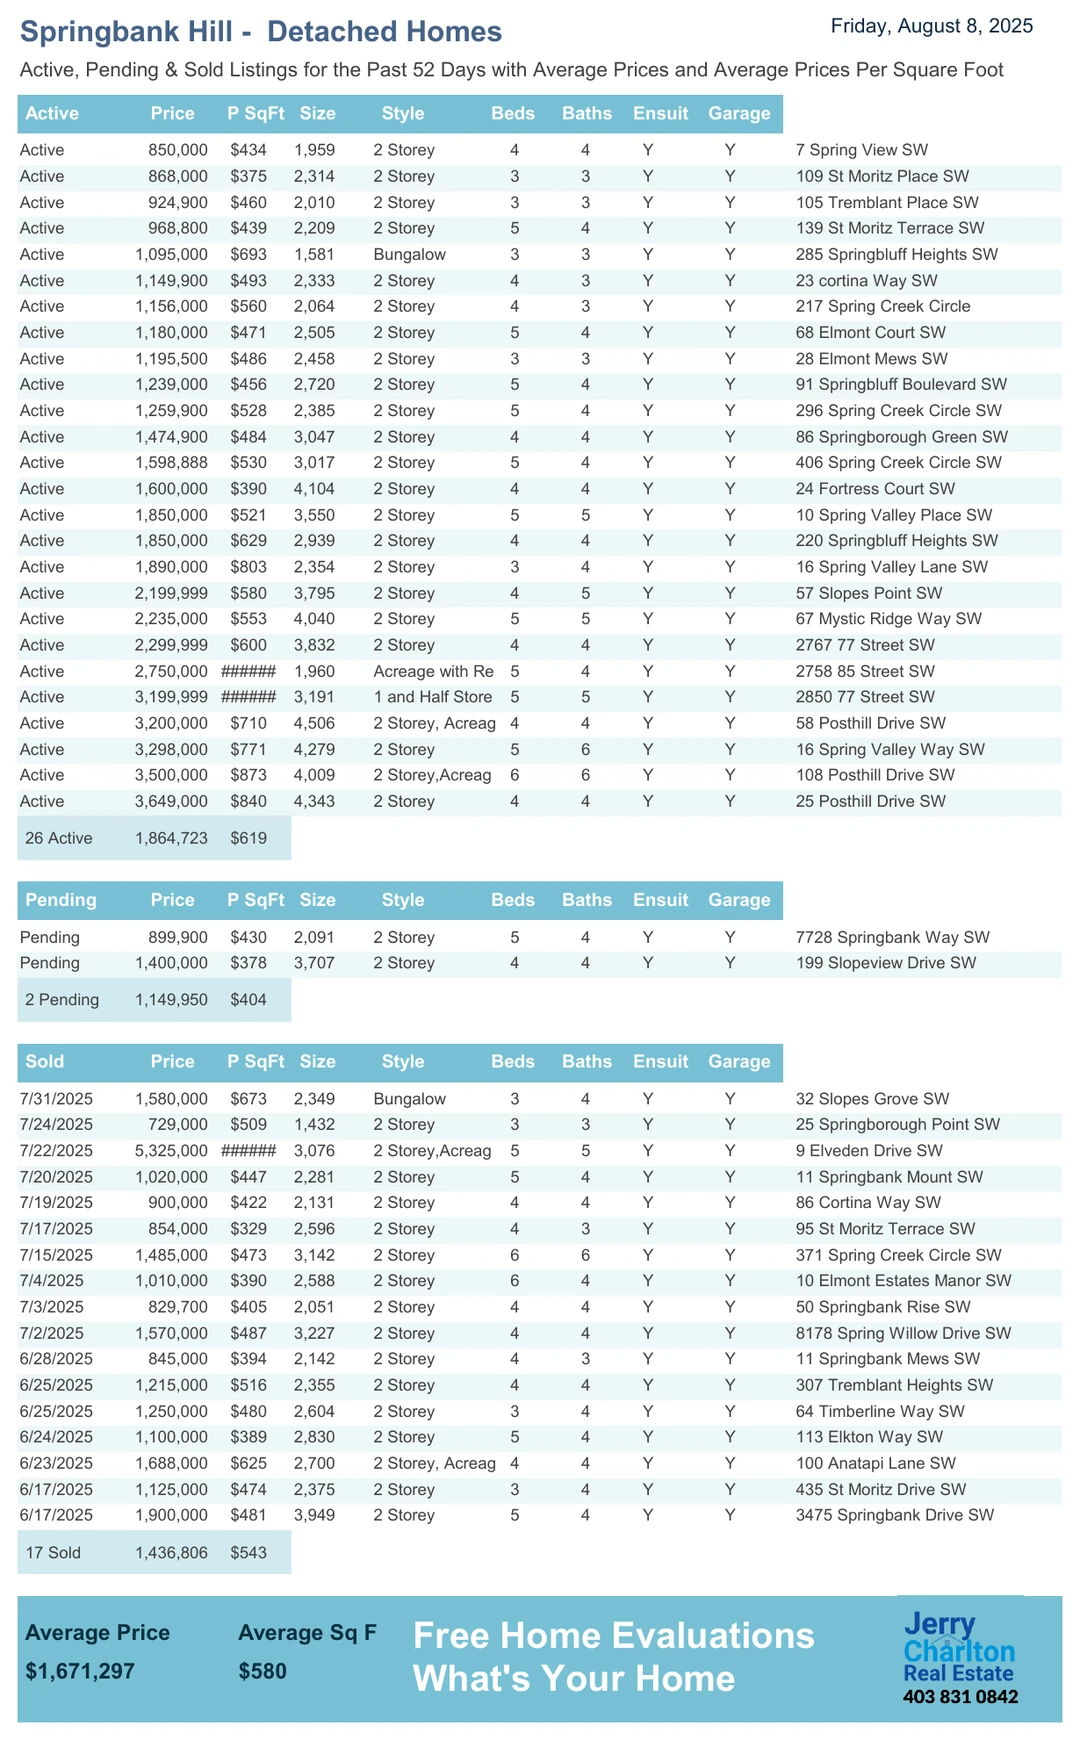 Springbank Hill -  Detached Homes
Friday, August 8, 2025
Active, Pending & Sold Listings for the Past 52 Days with Average Prices and Average Prices Per Square Foot
Active Price P SqFt Size Style Beds Baths Ensuit Garage
Active 850,000 $434 1,959 2 Storey 4 4 Y Y 7 Spring View SW
Active 868,000 $375 2,314 2 Storey 3 3 Y Y 109 St Moritz Place SW
Active 924,900 $460 2,010 2 Storey 3 3 Y Y 105 Tremblant Place SW
Active 968,800 $439 2,209 2 Storey 5 4 Y Y 139 St Moritz Terrace SW
Active 1,095,000 $693 1,581 Bungalow 3 3 Y Y 285 Springbluff Heights SW
Active 1,149,900 $493 2,333 2 Storey 4 3 Y Y 23 cortina Way SW
Active 1,156,000 $560 2,064 2 Storey 4 3 Y Y 217 Spring Creek Circle
Active 1,180,000 $471 2,505 2 Storey 5 4 Y Y 68 Elmont Court SW
Active 1,195,500 $486 2,458 2 Storey 3 3 Y Y 28 Elmont Mews SW
Active 1,239,000 $456 2,720 2 Storey 5 4 Y Y 91 Springbluff Boulevard SW
Active 1,259,900 $528 2,385 2 Storey 5 4 Y Y 296 Spring Creek Circle SW
Active 1,474,900 $484 3,047 2 Storey 4 4 Y Y 86 Springborough Green SW
Active 1,598,888 $530 3,017 2 Storey 5 4 Y Y 406 Spring Creek Circle SW
Active 1,600,000 $390 4,104 2 Storey 4 4 Y Y 24 Fortress Court SW
Active 1,850,000 $521 3,550 2 Storey 5 5 Y Y 10 Spring Valley Place SW
Active 1,850,000 $629 2,939 2 Storey 4 4 Y Y 220 Springbluff Heights SW
Active 1,890,000 $803 2,354 2 Storey 3 4 Y Y 16 Spring Valley Lane SW
Active 2,199,999 $580 3,795 2 Storey 4 5 Y Y 57 Slopes Point SW
Active 2,235,000 $553 4,040 2 Storey 5 5 Y Y 67 Mystic Ridge Way SW
Active 2,299,999 $600 3,832 2 Storey 4 4 Y Y 2767 77 Street SW
Active 2,750,000 ###### 1,960 Acreage with Re 5 4 Y Y 2758 85 Street SW
Active 3,199,999 ###### 3,191 1 and Half Store 5 5 Y Y 2850 77 Street SW
Active 3,200,000 $710 4,506 2 Storey, Acreag 4 4 Y Y 58 Posthill Drive SW
Active 3,298,000 $771 4,279 2 Storey 5 6 Y Y 16 Spring Valley Way SW
Active 3,500,000 $873 4,009 2 Storey,Acreag 6 6 Y Y 108 Posthill Drive SW
Active 3,649,000 $840 4,343 2 Storey 4 4 Y Y 25 Posthill Drive SW
26 Active 1,864,723 $619
Pending Price P SqFt Size Style Beds Baths Ensuit Garage
Pending 899,900 $430 2,091 2 Storey 5 4 Y Y 7728 Springbank Way SW
Pending 1,400,000 $378 3,707 2 Storey 4 4 Y Y 199 Slopeview Drive SW
2 Pending 1,149,950 $404
Sold Price P SqFt Size Style Beds Baths Ensuit Garage
7/31/2025 1,580,000 $673 2,349 Bungalow 3 4 Y Y 32 Slopes Grove SW
7/24/2025 729,000 $509 1,432 2 Storey 3 3 Y Y 25 Springborough Point SW
7/22/2025 5,325,000 ###### 3,076 2 Storey,Acreag 5 5 Y Y 9 Elveden Drive SW
7/20/2025 1,020,000 $447 2,281 2 Storey 5 4 Y Y 11 Springbank Mount SW
7/19/2025 900,000 $422 2,131 2 Storey 4 4 Y Y 86 Cortina Way SW
7/17/2025 854,000 $329 2,596 2 Storey 4 3 Y Y 95 St Moritz Terrace SW
7/15/2025 1,485,000 $473 3,142 2 Storey 6 6 Y Y 371 Spring Creek Circle SW
7/4/2025 1,010,000 $390 2,588 2 Storey 6 4 Y Y 10 Elmont Estates Manor SW
7/3/2025 829,700 $405 2,051 2 Storey 4 4 Y Y 50 Springbank Rise SW
7/2/2025 1,570,000 $487 3,227 2 Storey 4 4 Y Y 8178 Spring Willow Drive SW
6/28/2025 845,000 $394 2,142 2 Storey 4 3 Y Y 11 Springbank Mews SW
6/25/2025 1,215,000 $516 2,355 2 Storey 4 4 Y Y 307 Tremblant Heights SW
6/25/2025 1,250,000 $480 2,604 2 Storey 3 4 Y Y 64 Timberline Way SW
6/24/2025 1,100,000 $389 2,830 2 Storey 5 4 Y Y 113 Elkton Way SW
6/23/2025 1,688,000 $625 2,700 2 Storey, Acreag 4 4 Y Y 100 Anatapi Lane SW
6/17/2025 1,125,000 $474 2,375 2 Storey 3 4 Y Y 435 St Moritz Drive SW
6/17/2025 1,900,000 $481 3,949 2 Storey 5 4 Y Y 3475 Springbank Drive SW
17 Sold 1,436,806 $543
Average Price Average Sq F
$1,671,297 $580
Free Home Evaluations
What's Your Home
Jerry
Charlton
Real Estate
403 831 0842